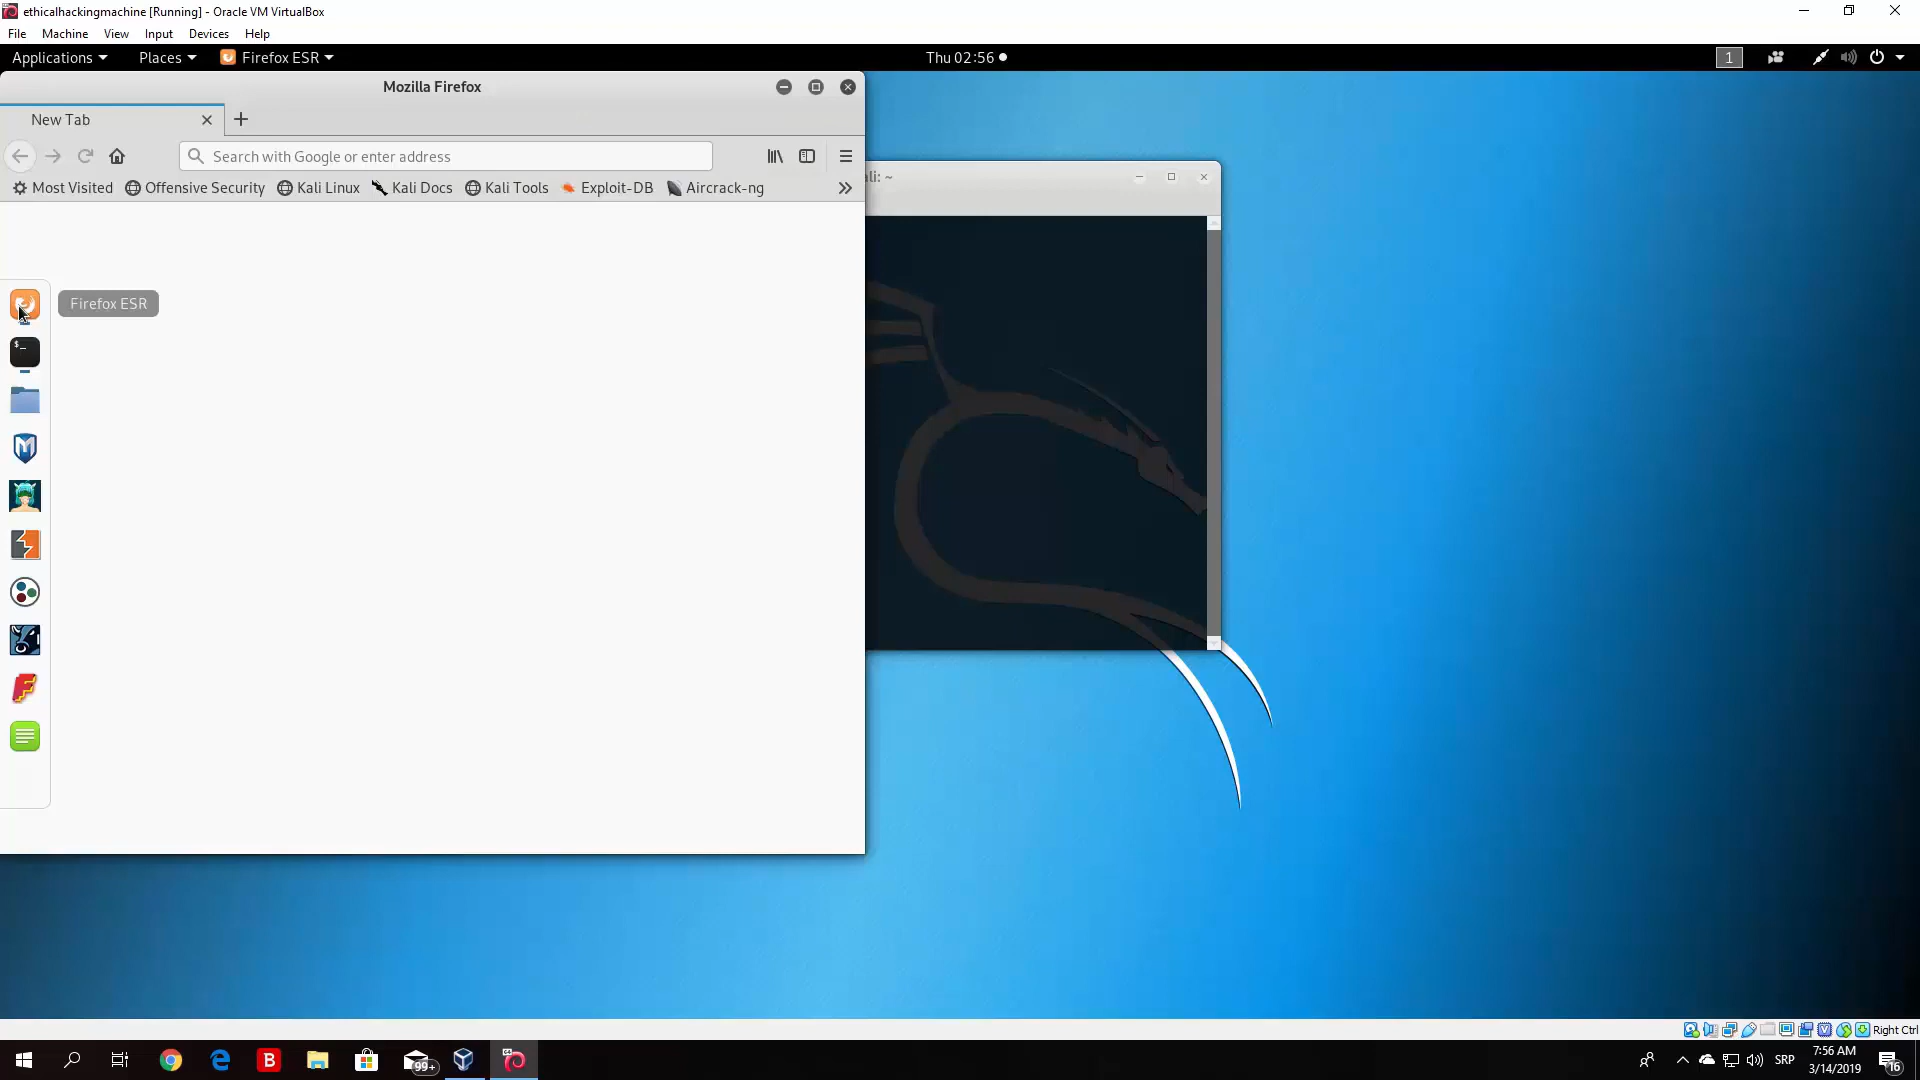 ethicalhackingmachine [Running] - Oracle VM VirtualBox
File Machine View Input Devices Help
Applications Places Firefox ESR Thu 02:56 1
Mozilla Firefox
New Tab
Search with Google or enter address
Most Visited Offensive Security Kali Linux Kali Docs Kali Tools Exploit-DB Aircrack-ng
ali: ~
Firefox ESR
$_
Right Ctrl
B 99+ 64 SRP 7:56 AM
3/14/2019 16